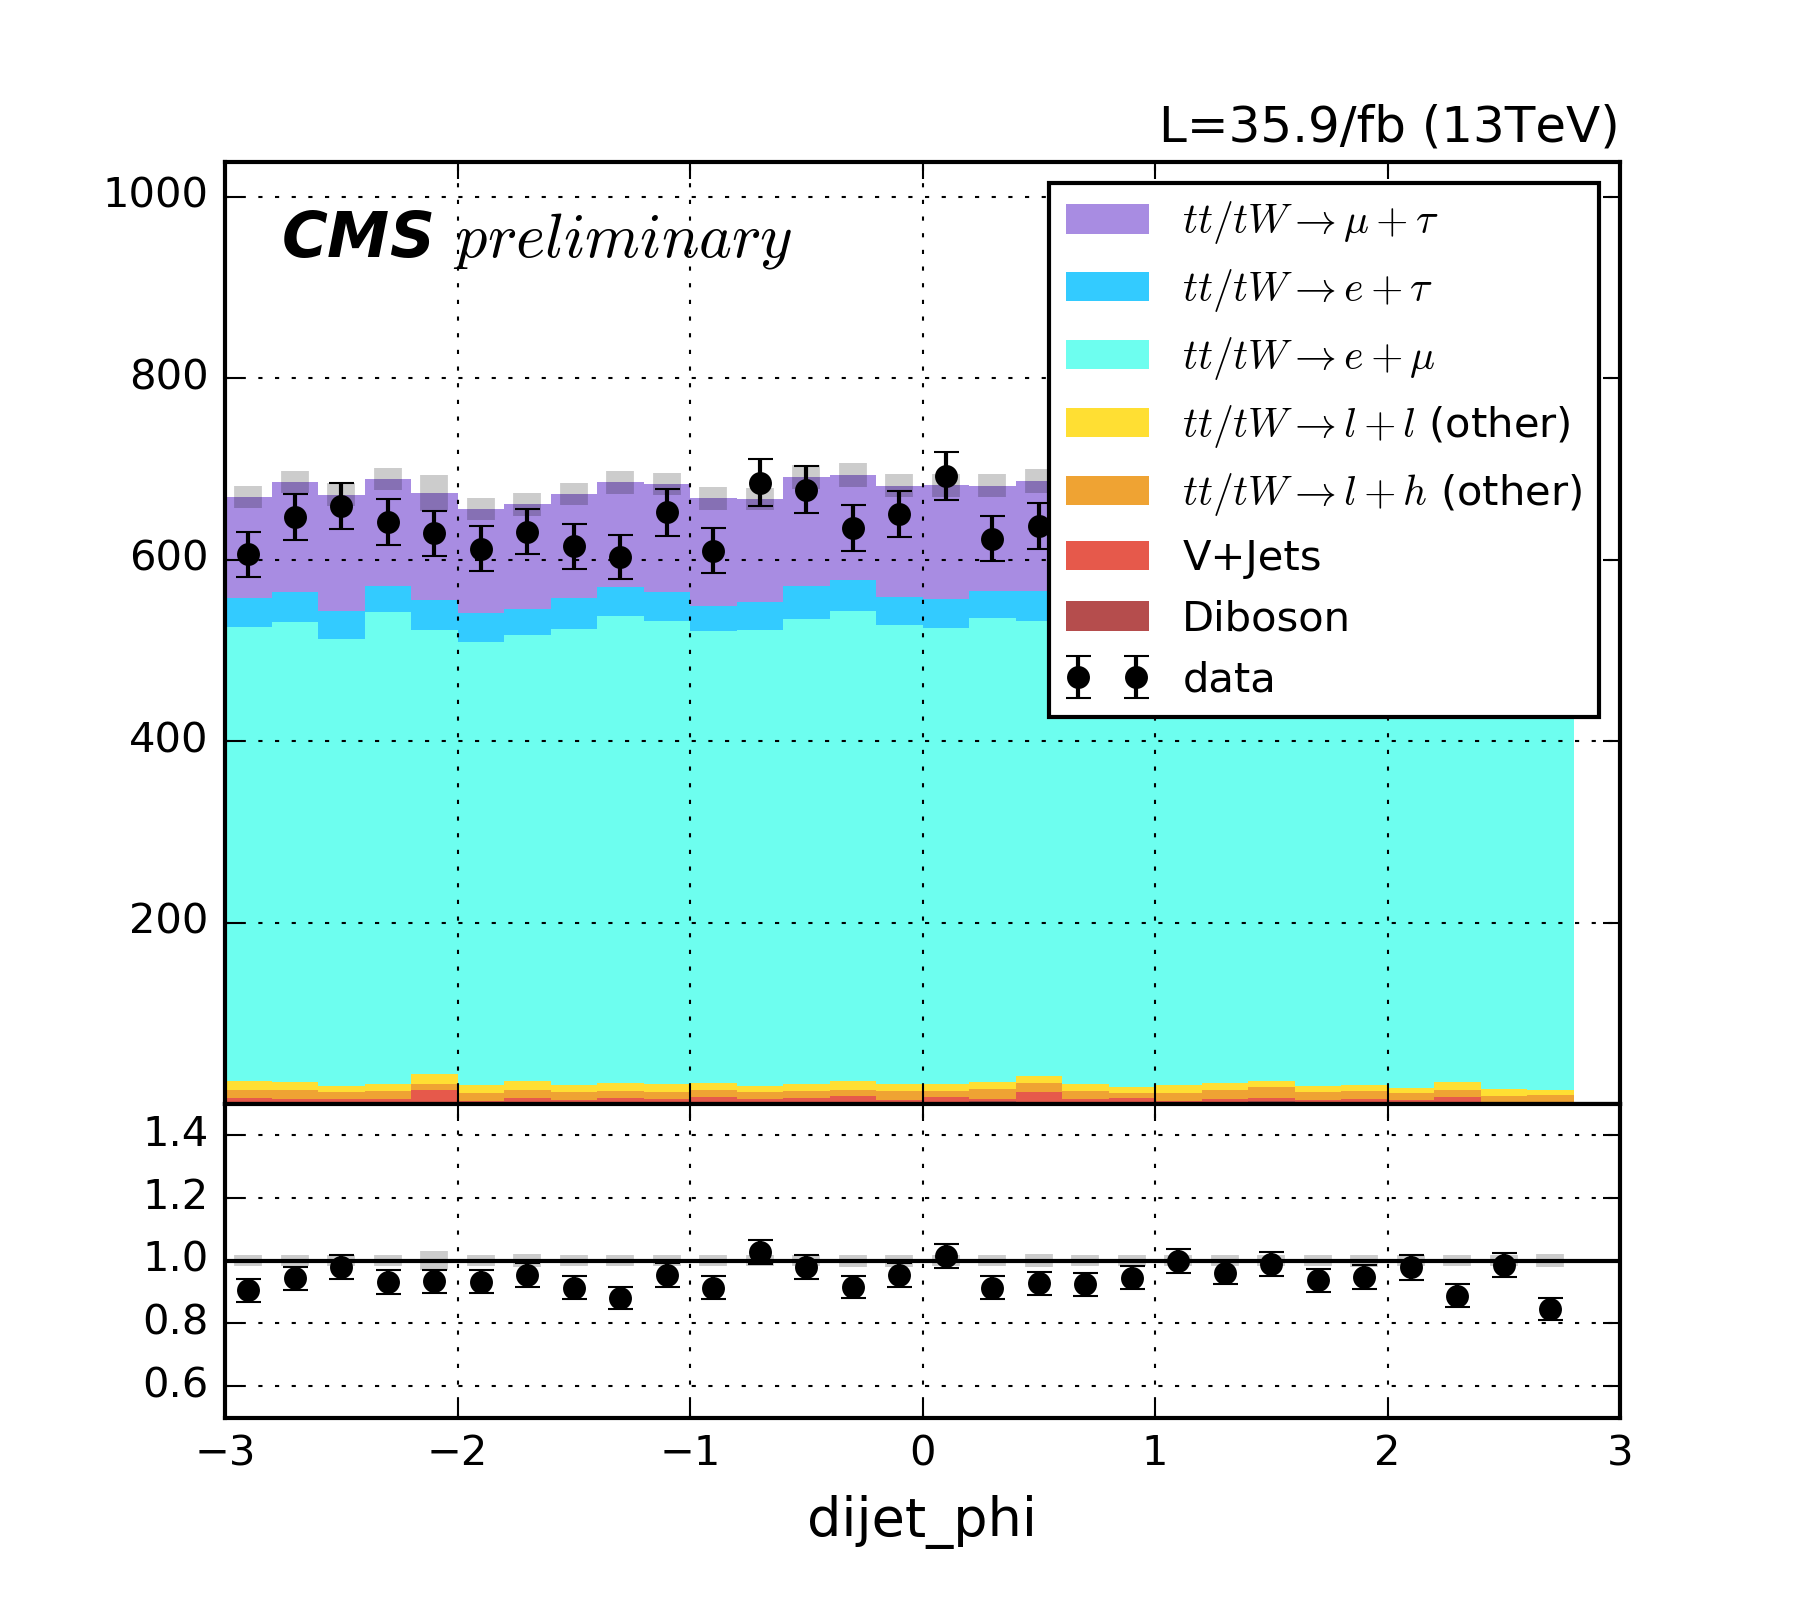 L=35.9/fb (13TeV)
CMS preliminary
1000
800
600
400
200
tt/tW→μ+τ
tt/tW→e+τ
tt/tW→e+μ
tt/tW→l+l (other)
tt/tW→l+h (other)
V+Jets
Diboson
data
1.4
1.2
1.0
0.8
0.6
−3 −2 −1 0 1 2 3
dijet_phi